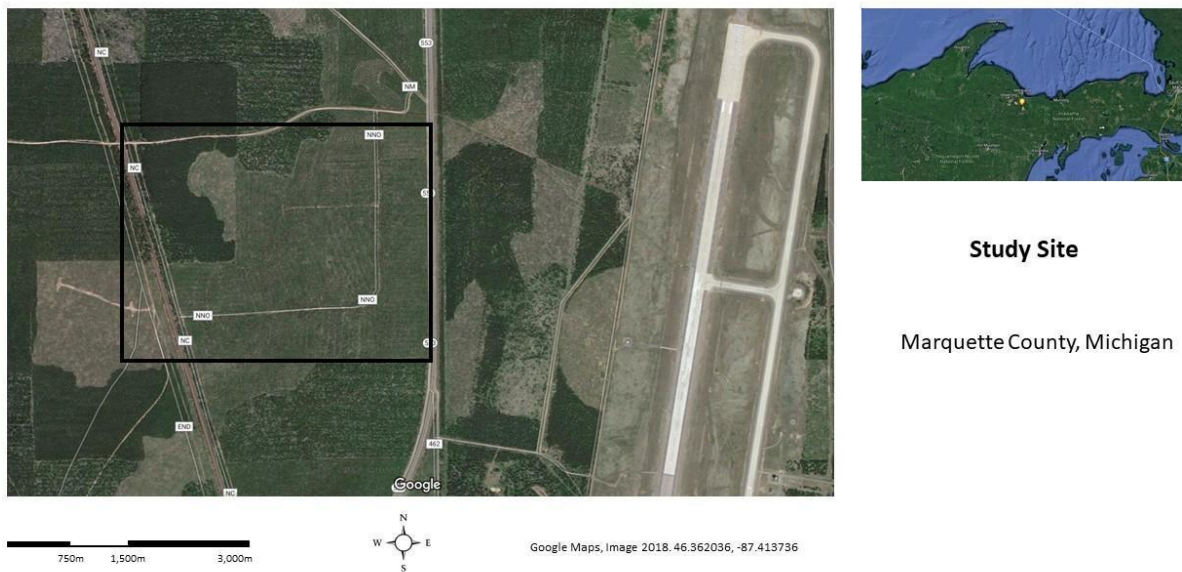 553
NC
NM
NNO
NC
553
NNO
NNO
NC
553
END
462
NC
Google
Study Site
Marquette County, Michigan
N
W E
S
750m 1,500m 3,000m
Google Maps, Image 2018. 46.362036, -87.413736